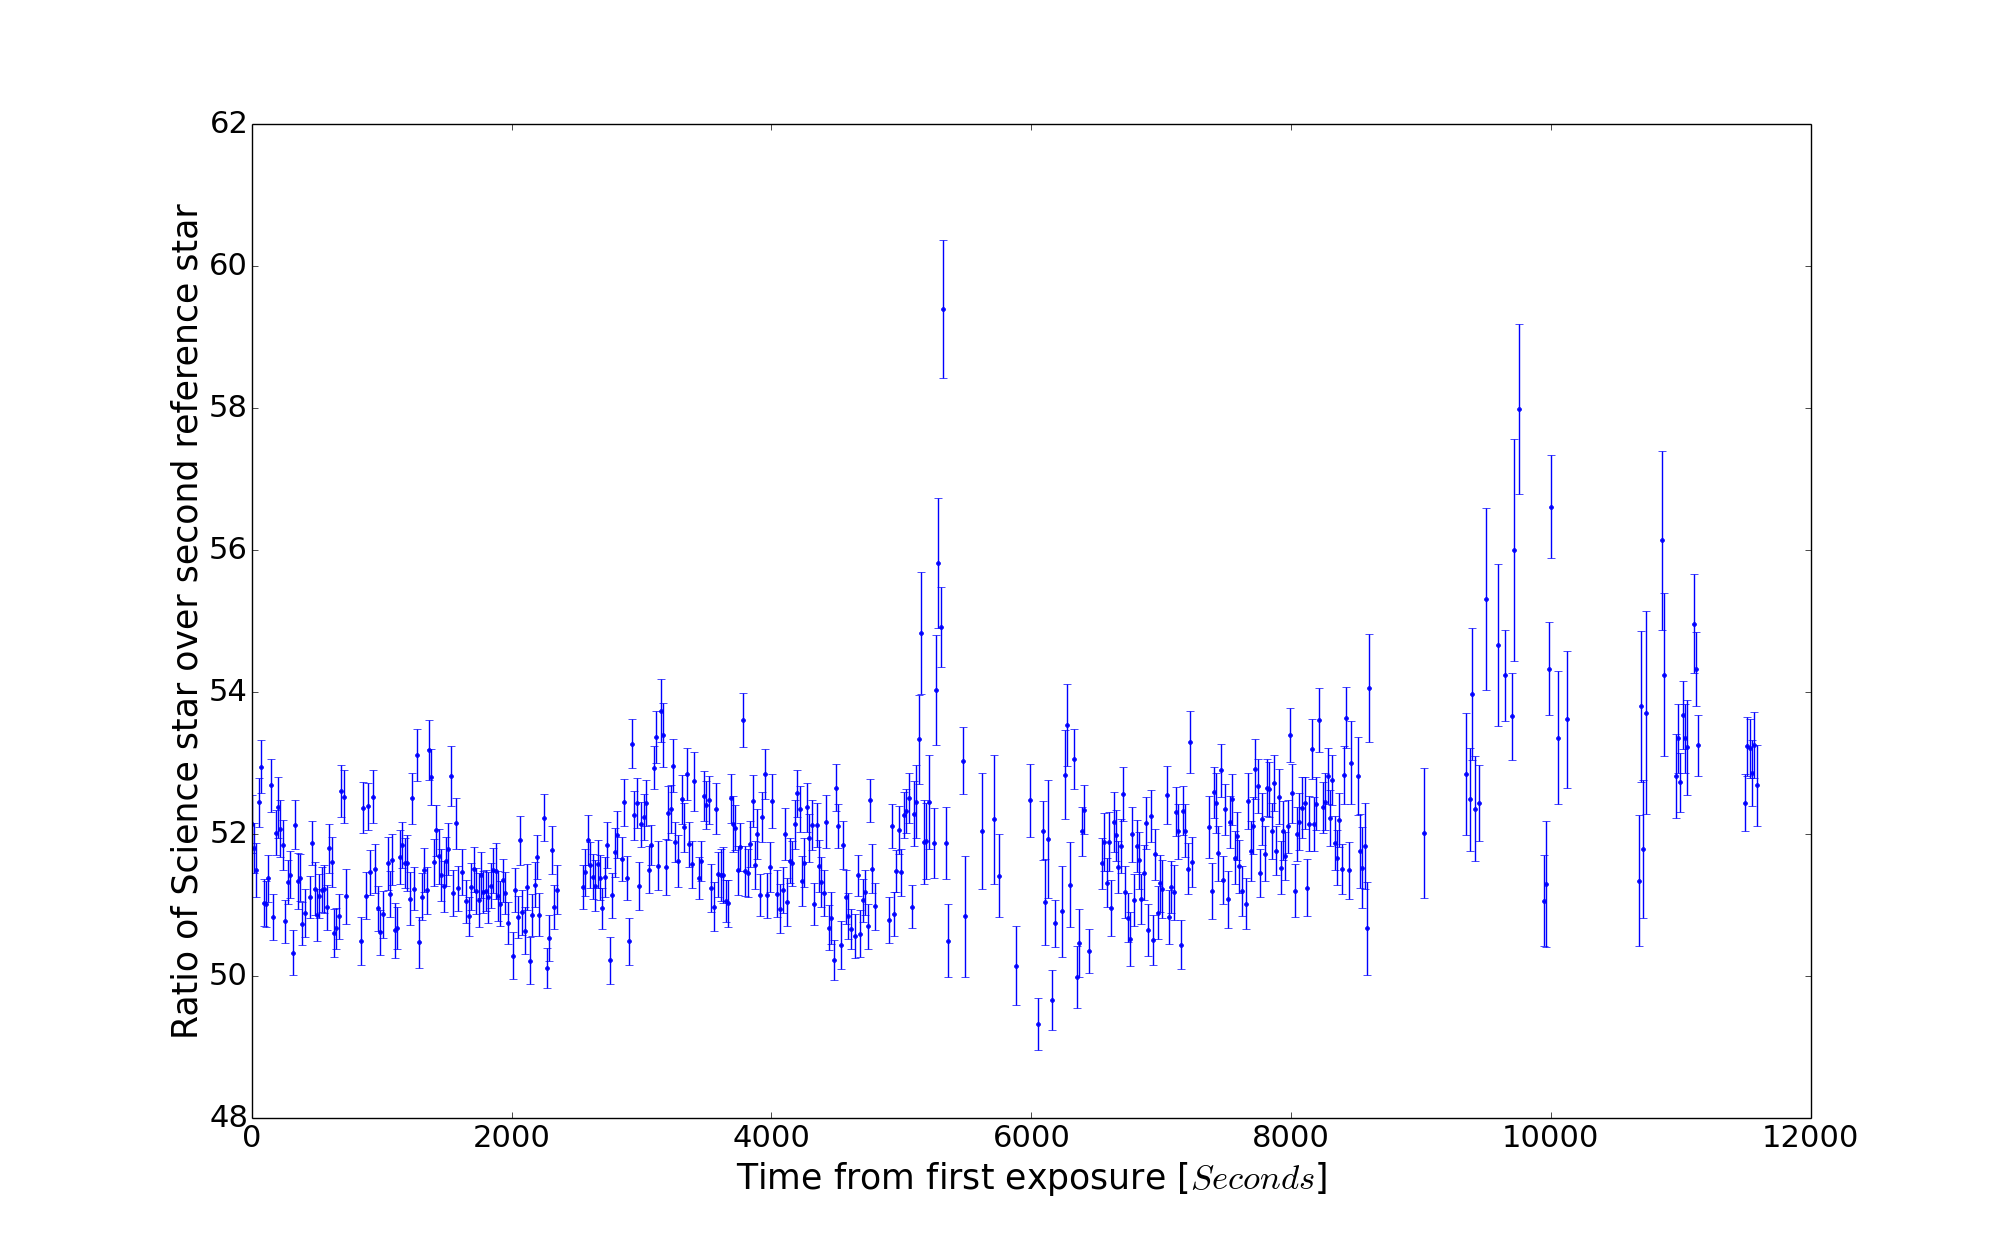 62
60
58
56
54
52
50
48
0 2000 4000 6000 8000 10000 12000
Time from first exposure [Seconds]
Ratio of Science star over second reference star